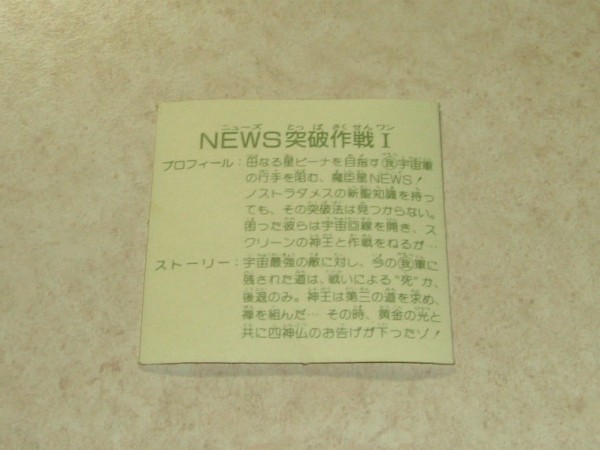 ニューズ とっぱ さくせんワン
NEWS突破作戦 I
プロフィール：母なる星ビーナを目指す㊗宇宙軍
の行手を阻む、魔臣星NEWS！
ノストラダメスの新聖知識を持っ
ても、その突破法は見つからない。
困った彼らは宇宙回線を開き、ス
クリーンの神王と作戦をねるが…
ストーリー：宇宙最強の敵に対し、今の軍に
残された道は、戦いによる“死”か、
後退のみ。神王は第三の道を求め、
禅を組んだ… その時、黄金の光と
共に四神仏のお告げが下ったゾ！